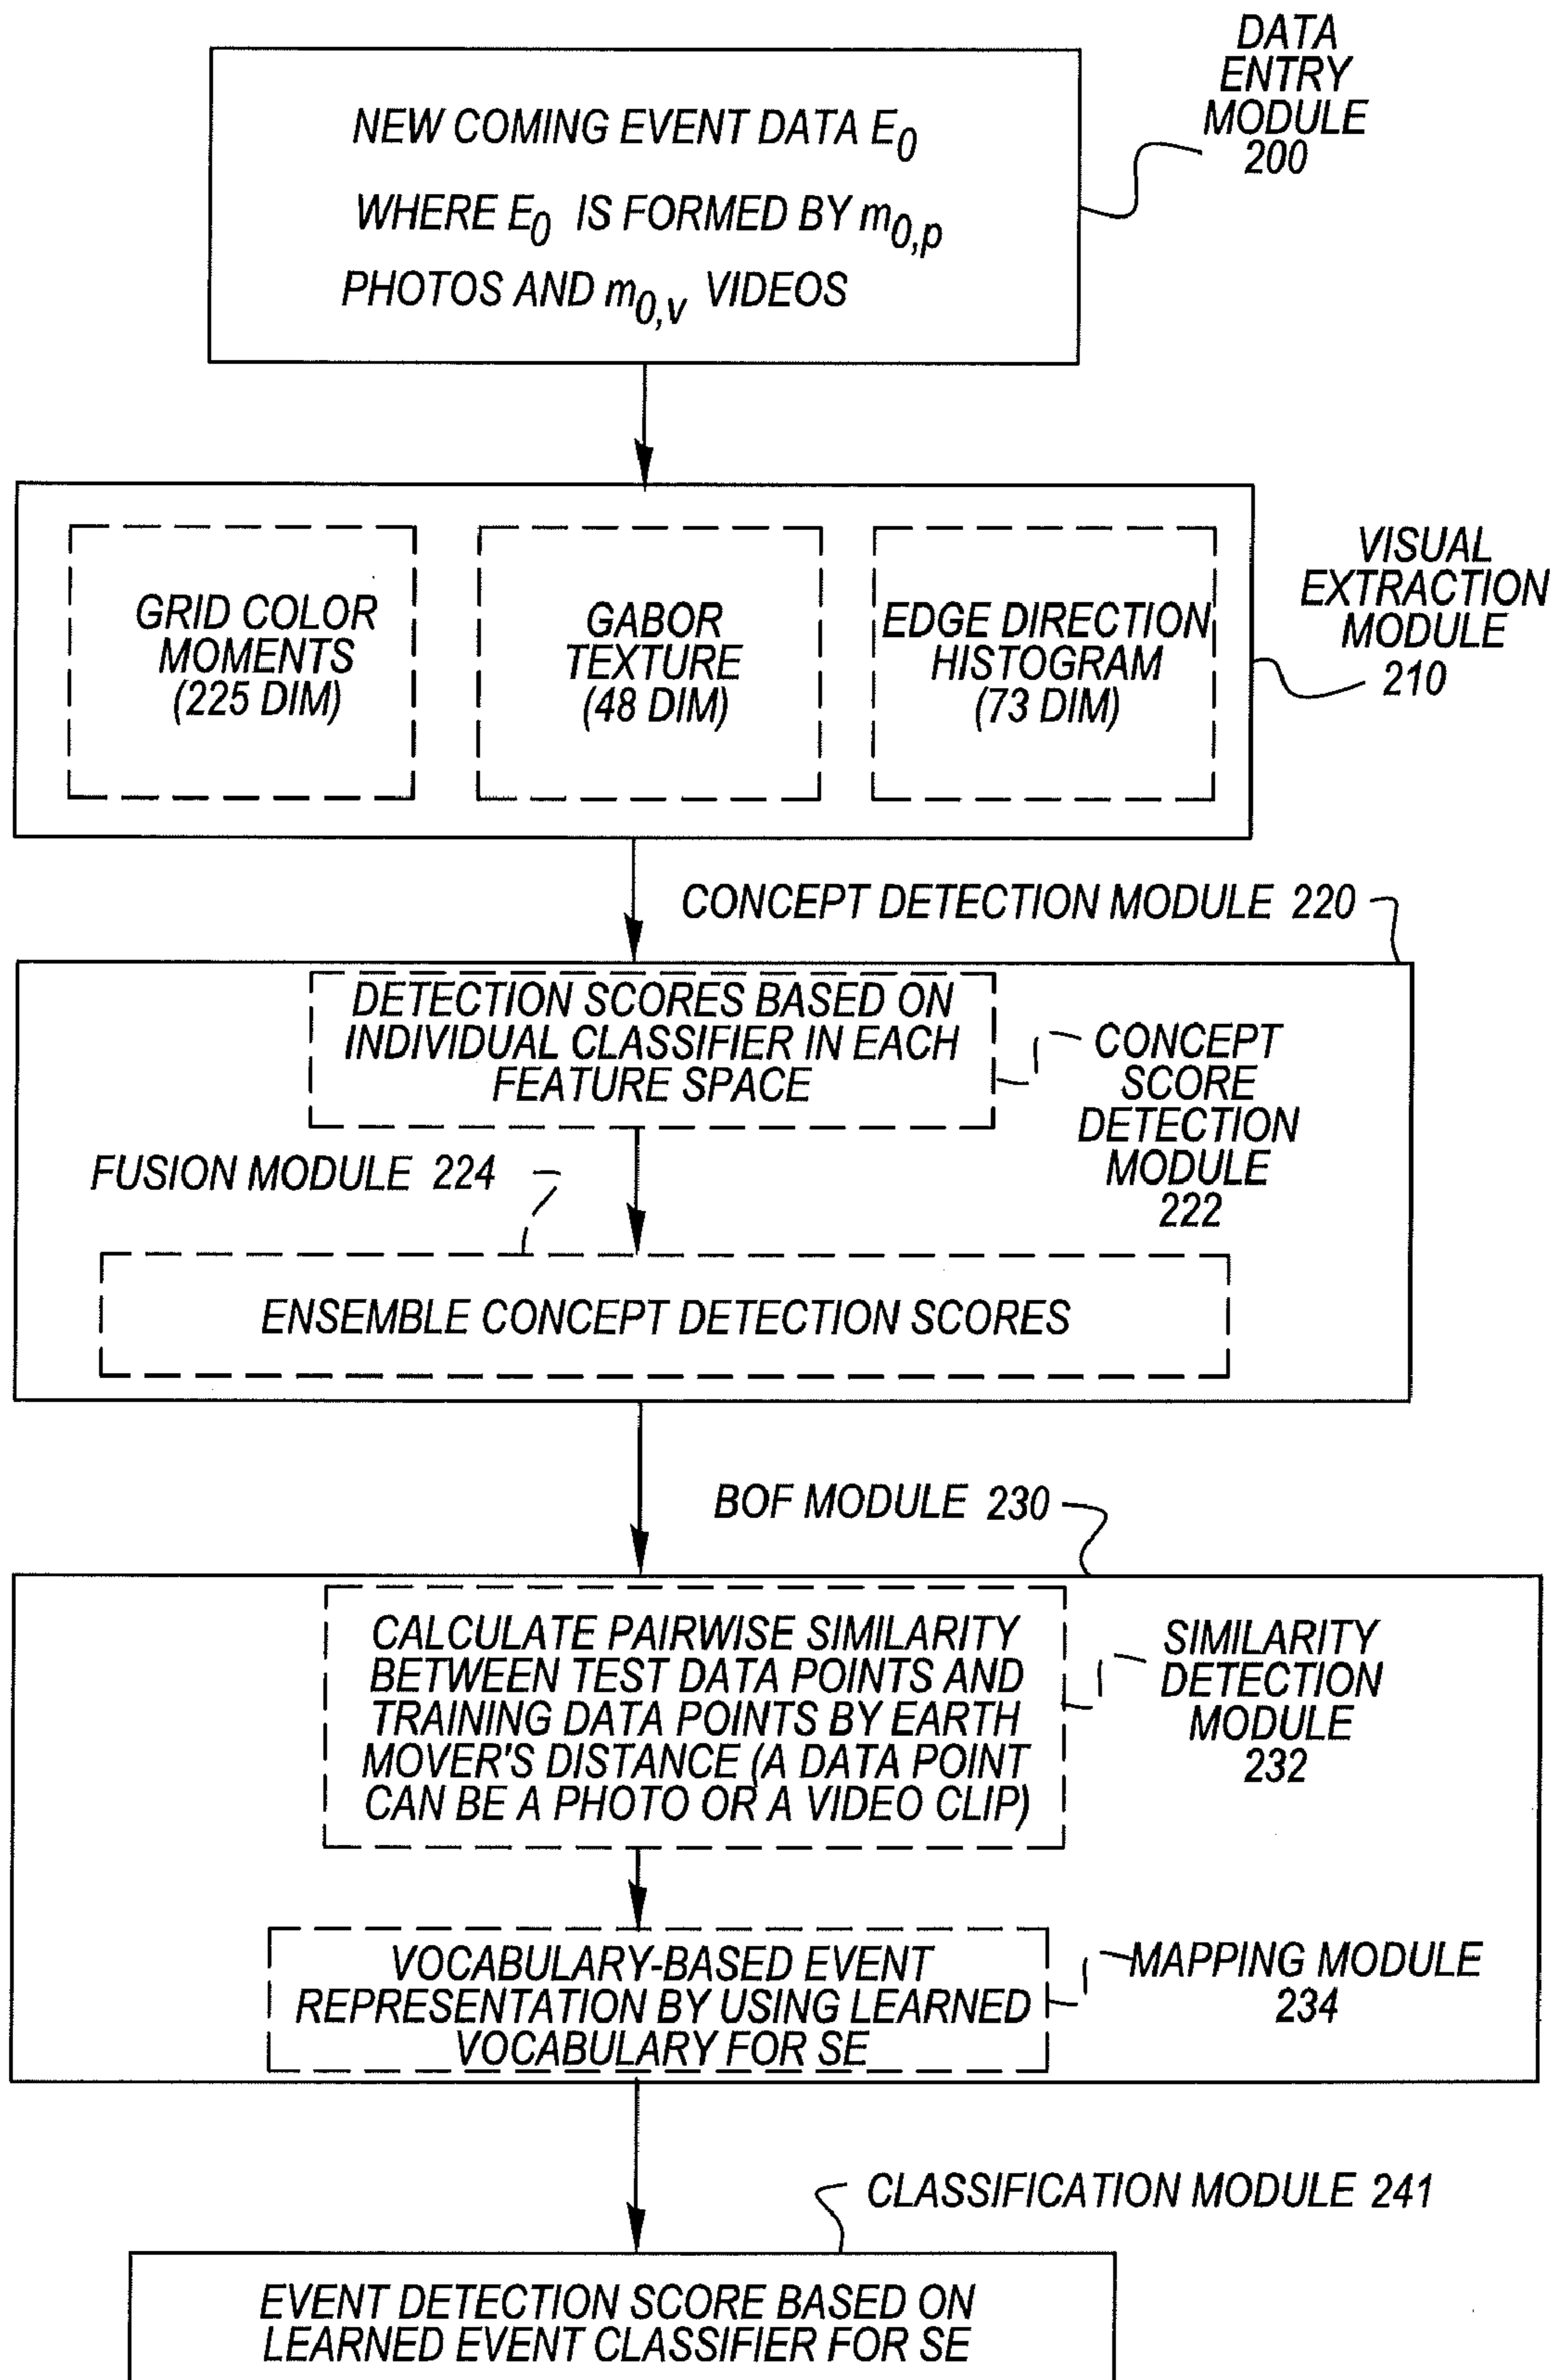 DATA
ENTRY
MODULE
200
NEW COMING EVENT DATA E0
WHERE E0 IS FORMED BY m0,p
PHOTOS AND m0,v VIDEOS
GRID COLOR
MOMENTS
(225 DIM)
GABOR
TEXTURE
(48 DIM)
EDGE DIRECTION
HISTOGRAM
(73 DIM)
VISUAL
EXTRACTION
MODULE
210
CONCEPT DETECTION MODULE 220
DETECTION SCORES BASED ON
INDIVIDUAL CLASSIFIER IN EACH
FEATURE SPACE
CONCEPT
SCORE
DETECTION
MODULE
222
FUSION MODULE 224
ENSEMBLE CONCEPT DETECTION SCORES
BOF MODULE 230
CALCULATE PAIRWISE SIMILARITY
BETWEEN TEST DATA POINTS AND
TRAINING DATA POINTS BY EARTH
MOVER'S DISTANCE (A DATA POINT
CAN BE A PHOTO OR A VIDEO CLIP)
SIMILARITY
DETECTION
MODULE
232
VOCABULARY-BASED EVENT
REPRESENTATION BY USING LEARNED
VOCABULARY FOR SE
MAPPING MODULE
234
CLASSIFICATION MODULE 241
EVENT DETECTION SCORE BASED ON
LEARNED EVENT CLASSIFIER FOR SE